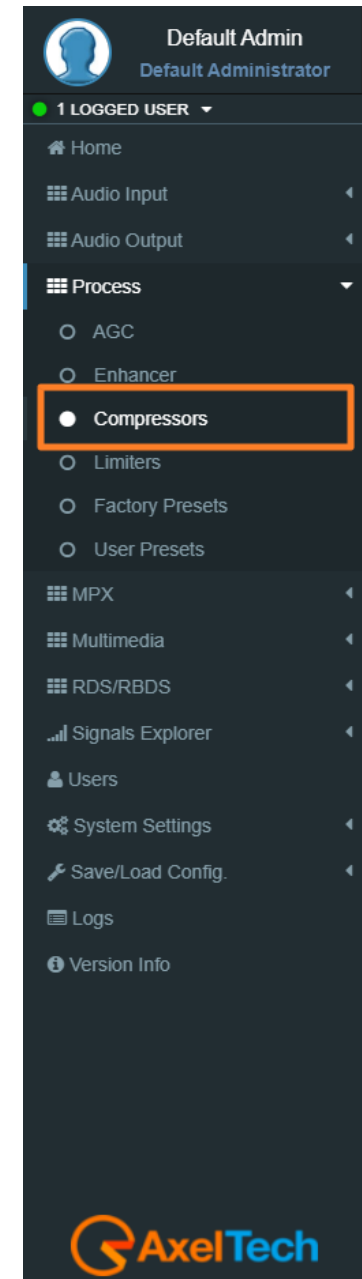 Default Admin
Default Administrator
1 LOGGED USER
Home
Audio Input
Audio Output
Process
AGC
Enhancer
Compressors
Limiters
Factory Presets
User Presets
MPX
Multimedia
RDS/RBDS
Signals Explorer
Users
System Settings
Save/Load Config.
Logs
Version Info
AxelTech